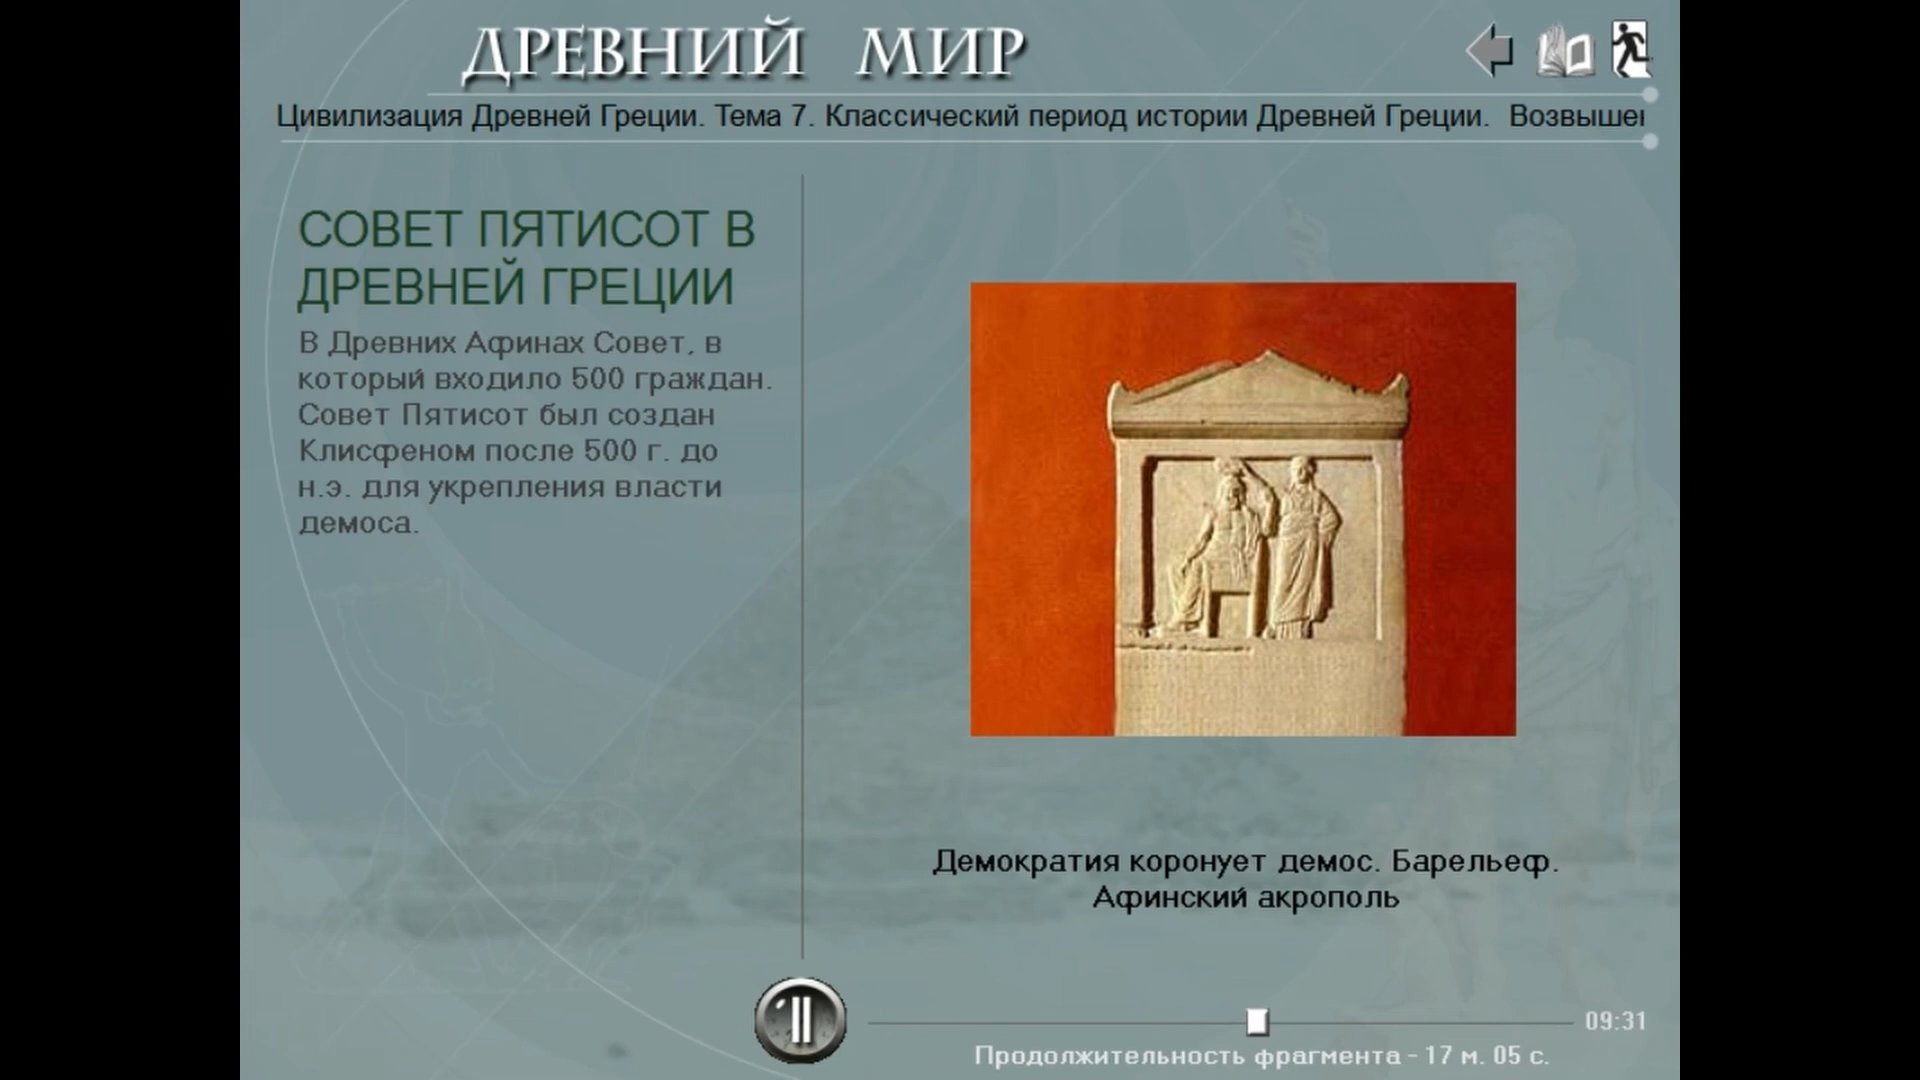 ДРЕВНИЙ МИР
Цивилизация Древней Греции. Тема 7. Классический период истории Древней Греции. Возвышен
СОВЕТ ПЯТИСОТ В
ДРЕВНЕЙ ГРЕЦИИ
В Древних Афинах Совет, в
который входило 500 граждан.
Совет Пятисот был создан
Клисфеном после 500 г. до
н.э. для укрепления власти
демоса.
Демократия коронует демос. Барельеф.
Афинский акрополь
09:31
Продолжительность фрагмента - 17 м. 05 с.